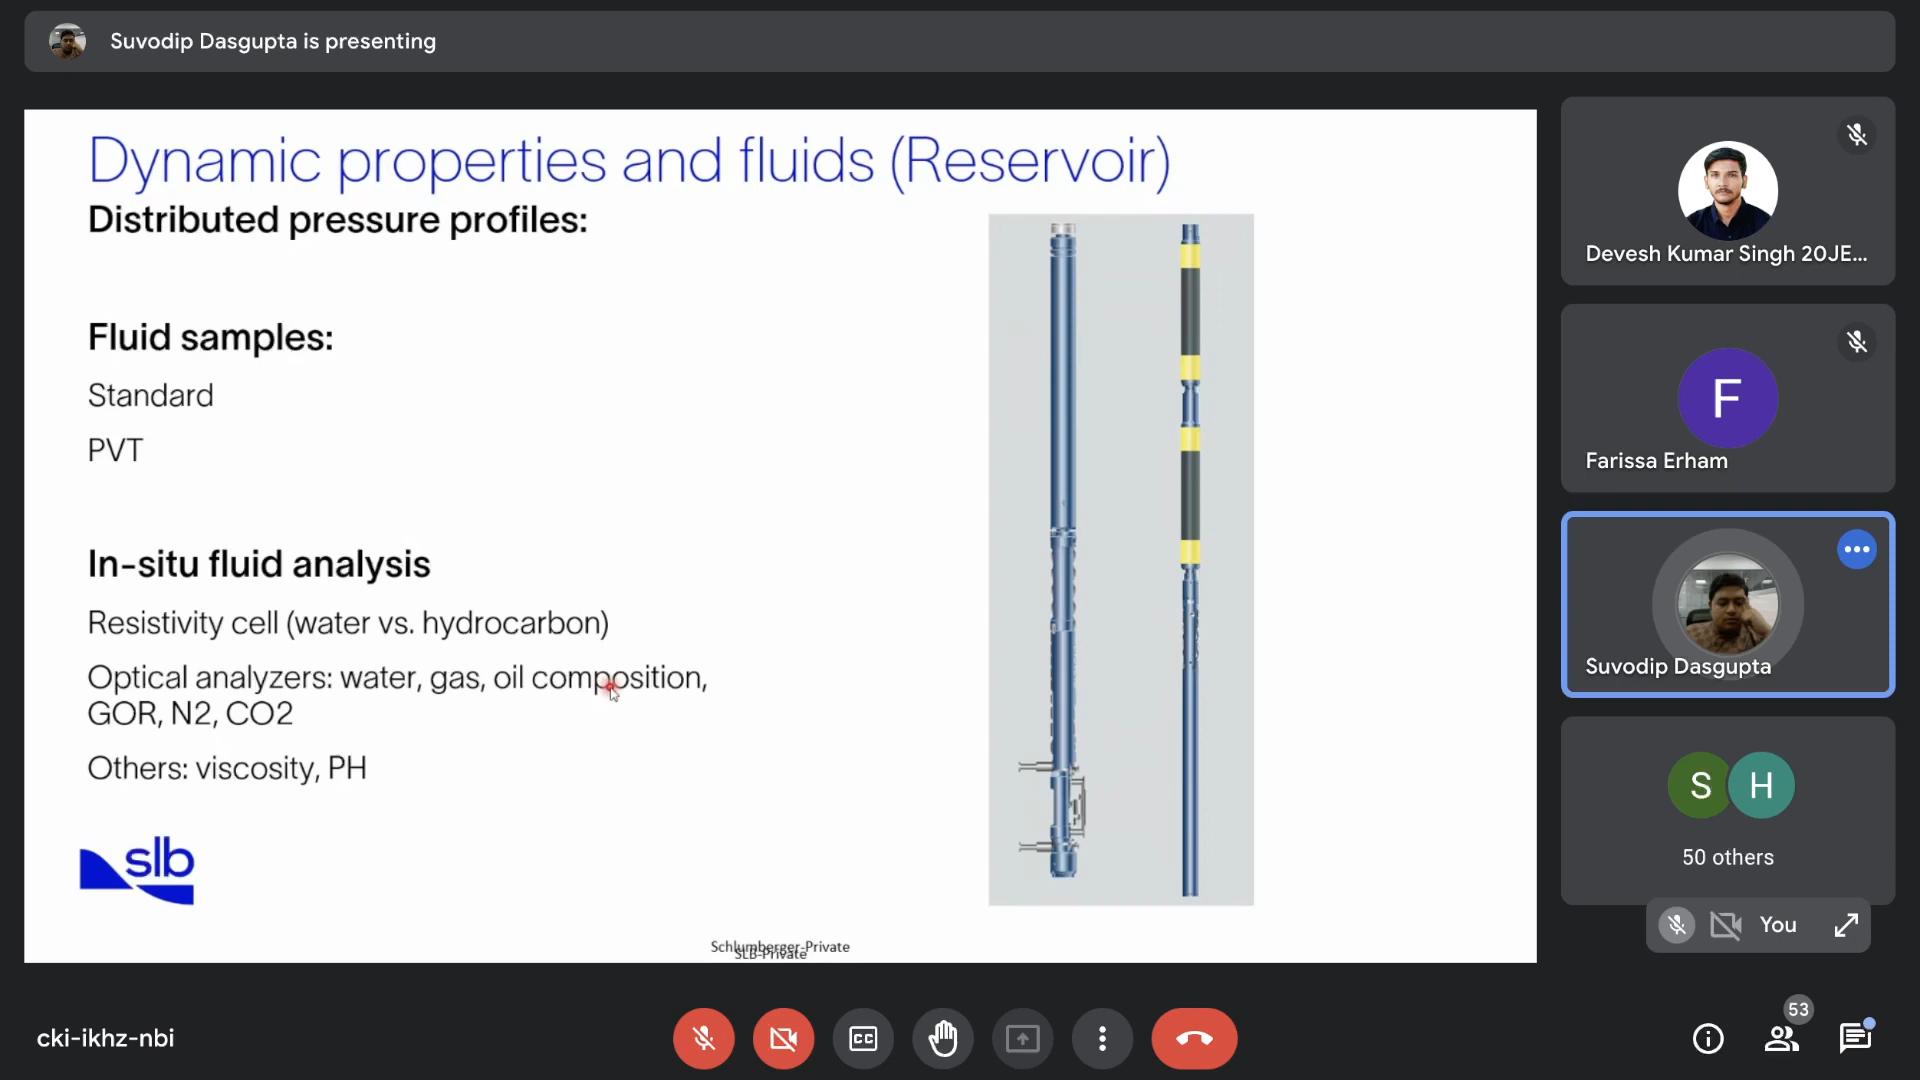 Suvodip Dasgupta is presenting
Dynamic properties and fluids (Reservoir)
Distributed pressure profiles:
Fluid samples:
Standard
PVT
In-situ fluid analysis
Resistivity cell (water vs. hydrocarbon)
Optical analyzers: water, gas, oil composition,
GOR, N2, CO2
Others: viscosity, PH
slb
Schlumberger-Private
SLB-Private
Devesh Kumar Singh 20JE...
F
Farissa Erham
Suvodip Dasgupta
S H
50 others
You
cki-ikhz-nbi
CC
53